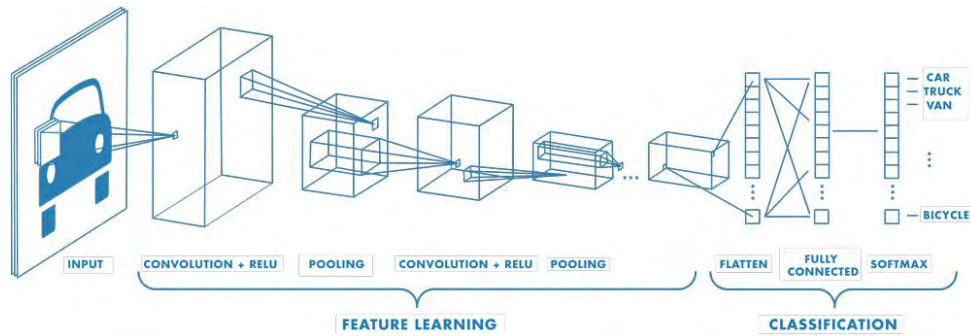 CAR
TRUCK
VAN
BICYCLE
INPUT
CONVOLUTION + RELU
POOLING
CONVOLUTION + RELU
POOLING
FLATTEN
FULLY
CONNECTED
SOFTMAX
FEATURE LEARNING
CLASSIFICATION